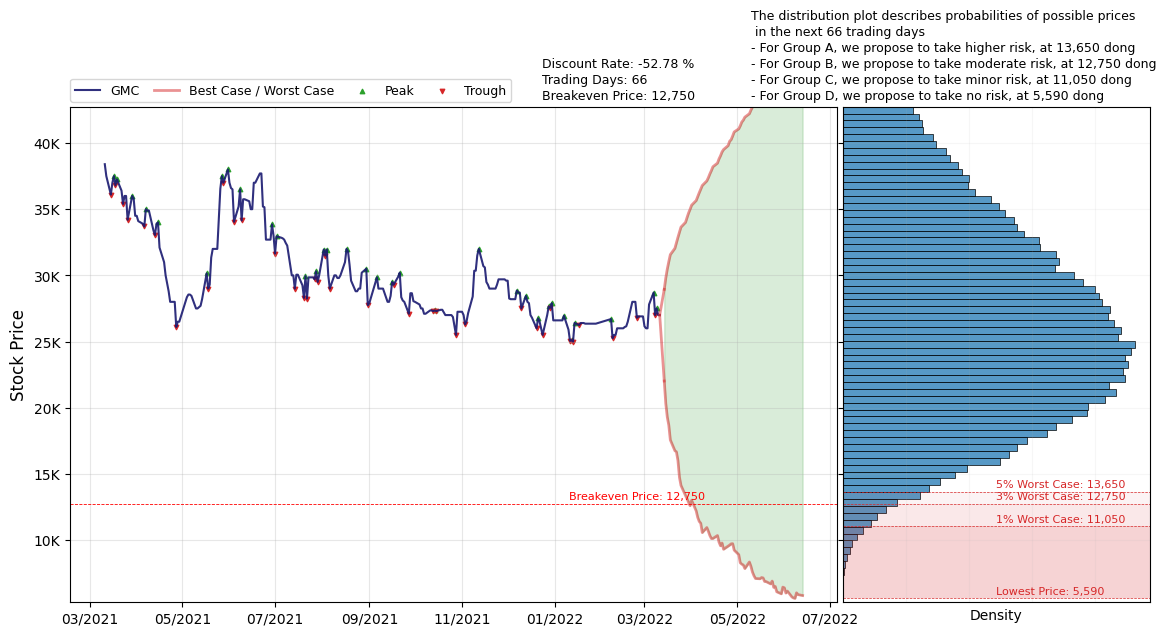 The distribution plot describes probabilities of possible prices
in the next 66 trading days
- For Group A, we propose to take higher risk, at 13,650 dong
- For Group B, we propose to take moderate risk, at 12,750 dong
- For Group C, we propose to take minor risk, at 11,050 dong
- For Group D, we propose to take no risk, at 5,590 dong
Discount Rate: -52.78 %
Trading Days: 66
Breakeven Price: 12,750
GMC
Best Case / Worst Case
Peak
Trough
Stock Price
40K
35K
30K
25K
20K
15K
10K
Breakeven Price: 12,750
5% Worst Case: 13,650
3% Worst Case: 12,750
1% Worst Case: 11,050
Lowest Price: 5,590
03/2021
05/2021
07/2021
09/2021
11/2021
01/2022
03/2022
05/2022
07/2022
Density